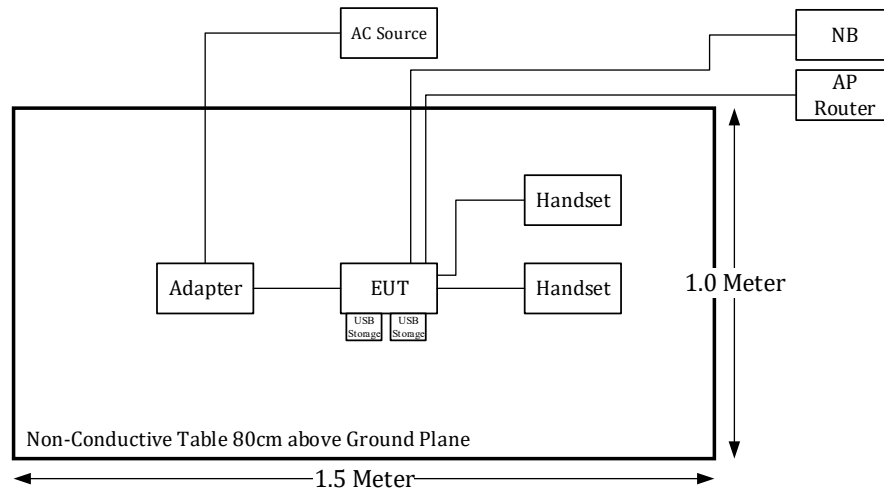 AC Source
NB
AP
Router
Handset
Adapter
EUT
Handset
1.0 Meter
USB
Storage
USB
Storage
Non-Conductive Table 80cm above Ground Plane
1.5 Meter